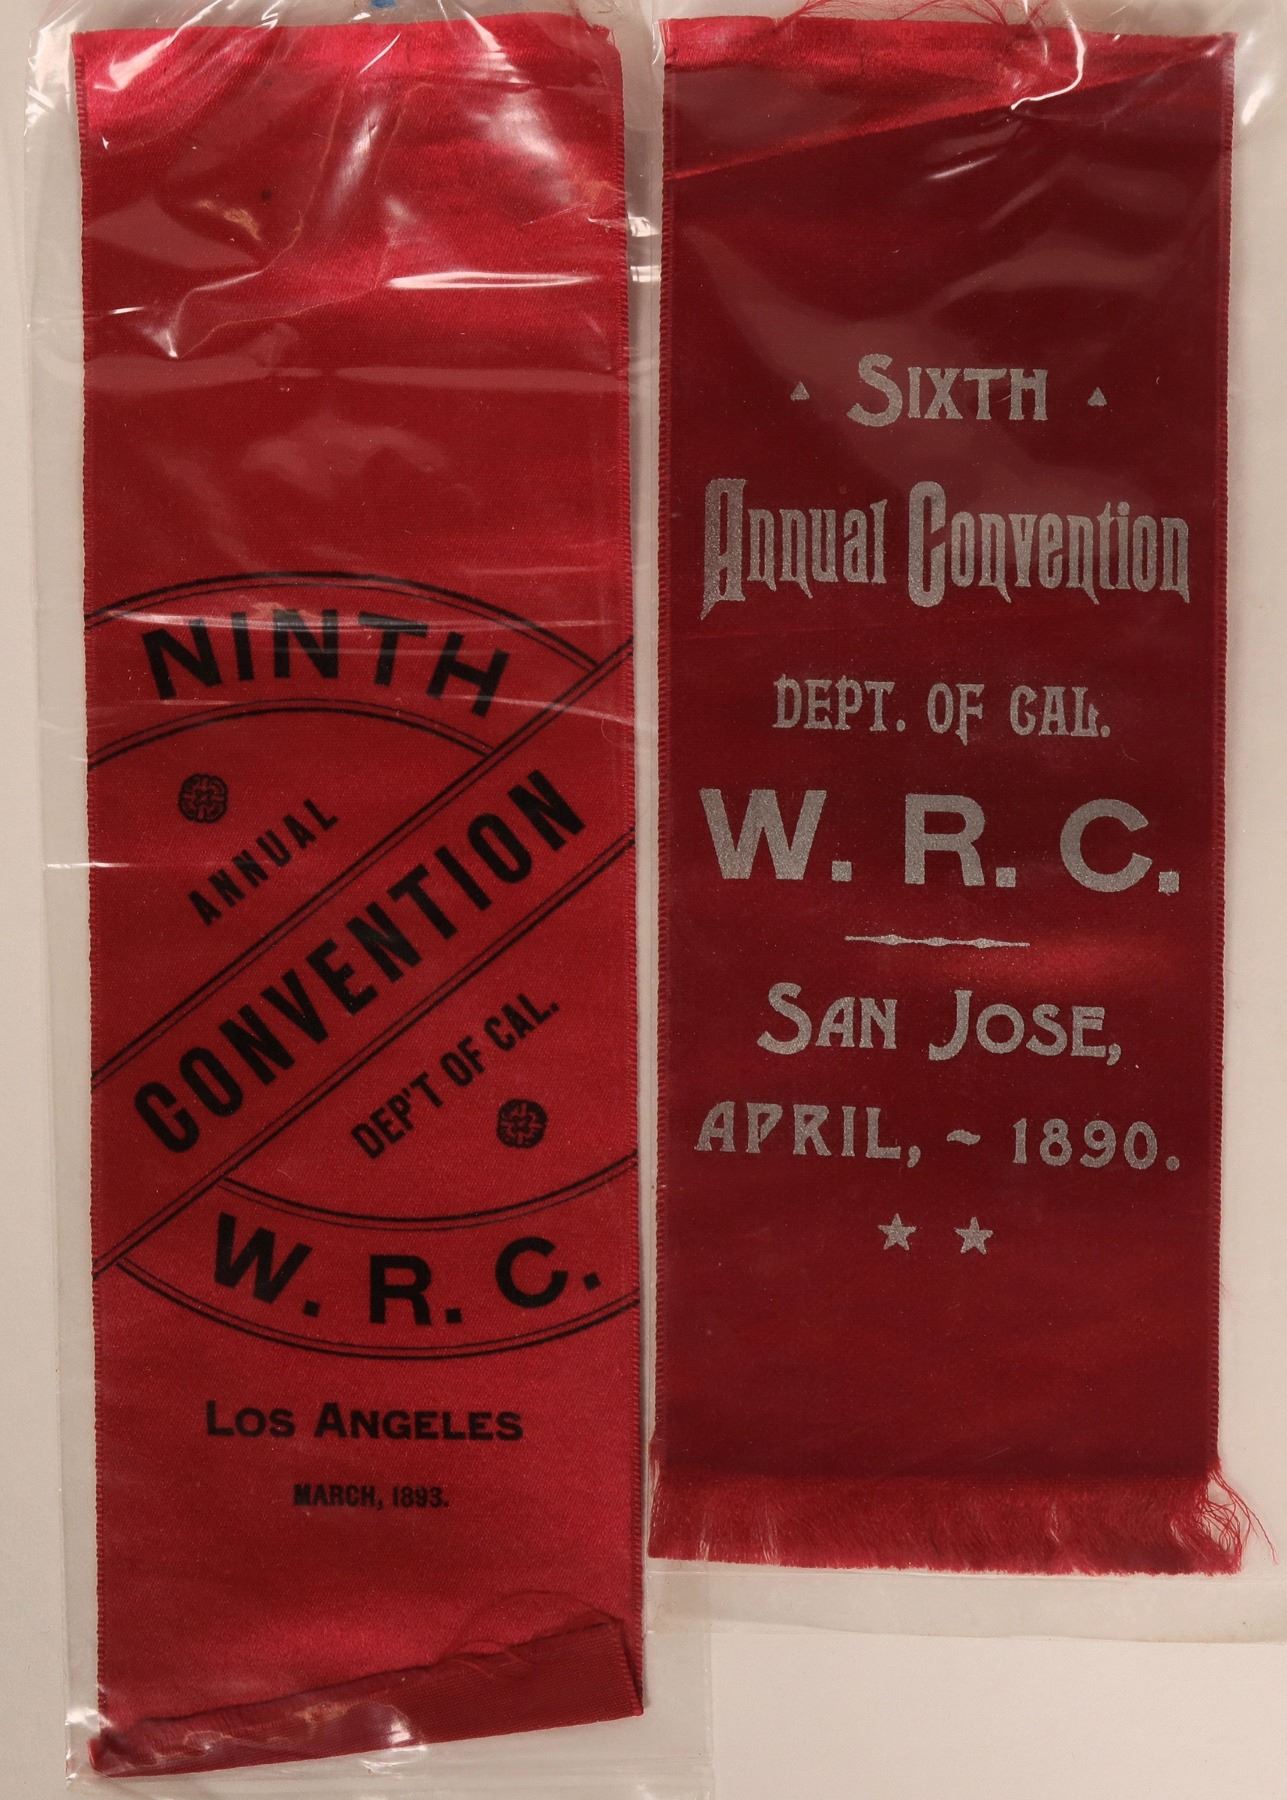 NINTH
ANNUAL
CONVENTION
DEP'T OF CAL.
W. R. C.
LOS ANGELES
MARCH, 1893.
SIXTH
Annual Convention
DEPT. OF CAL.
W. R. C.
SAN JOSE,
APRIL, ~ 1890.